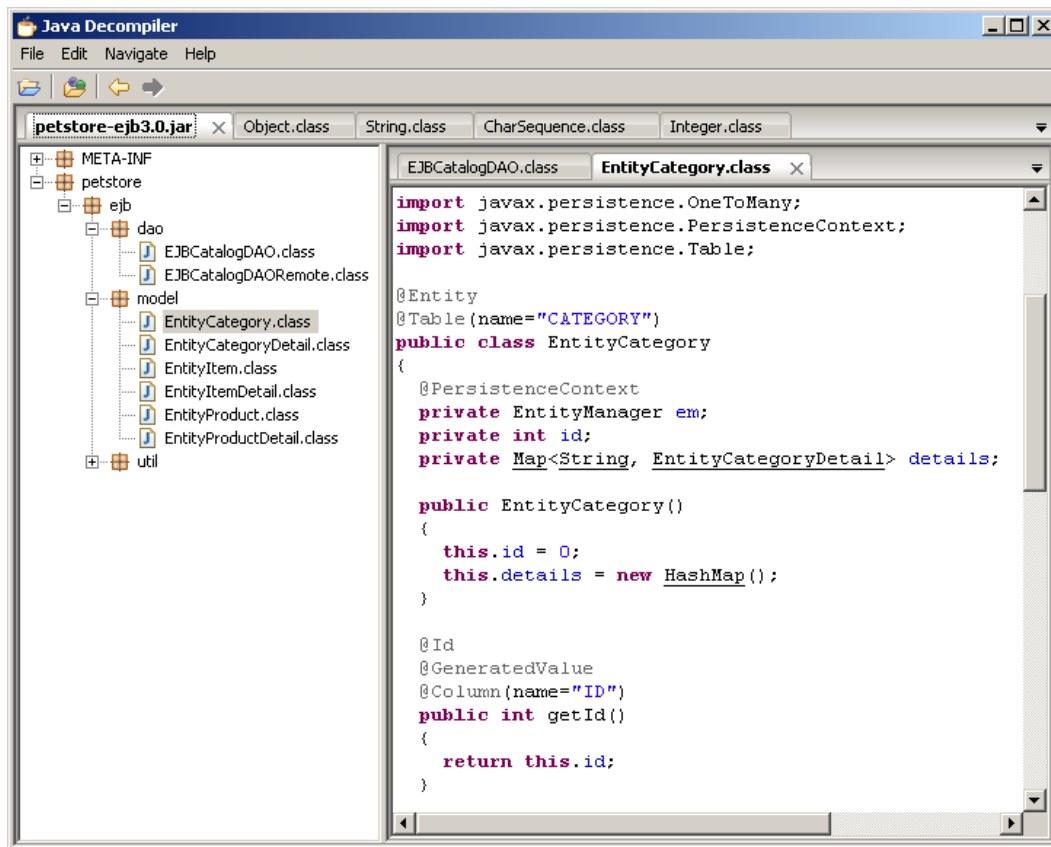 Java Decompiler
File Edit Navigate Help
petstore-ejb3.0.jar Object.class String.class CharSequence.class Integer.class
META-INF
petstore
ejb
dao
EJBCatalogDAO.class
EJBCatalogDAORemote.class
model
EntityCategory.class
EntityCategoryDetail.class
EntityItem.class
EntityItemDetail.class
EntityProduct.class
EntityProductDetail.class
util
EJBCatalogDAO.class EntityCategory.class
import javax.persistence.OneToMany;
import javax.persistence.PersistenceContext;
import javax.persistence.Table;
@Entity
@Table(name="CATEGORY")
public class EntityCategory
{
@PersistenceContext
private EntityManager em;
private int id;
private Map<String, EntityCategoryDetail> details;
public EntityCategory()
{
this.id = 0;
this.details = new HashMap();
}
@Id
@GeneratedValue
@Column(name="ID")
public int getId()
{
return this.id;
}